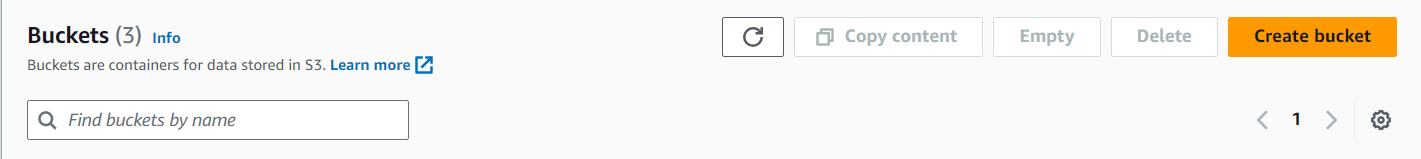 Buckets (3) Info
Copy content
Empty
Delete
Create bucket
Buckets are containers for data stored in S3. Learn more
Find buckets by name
1